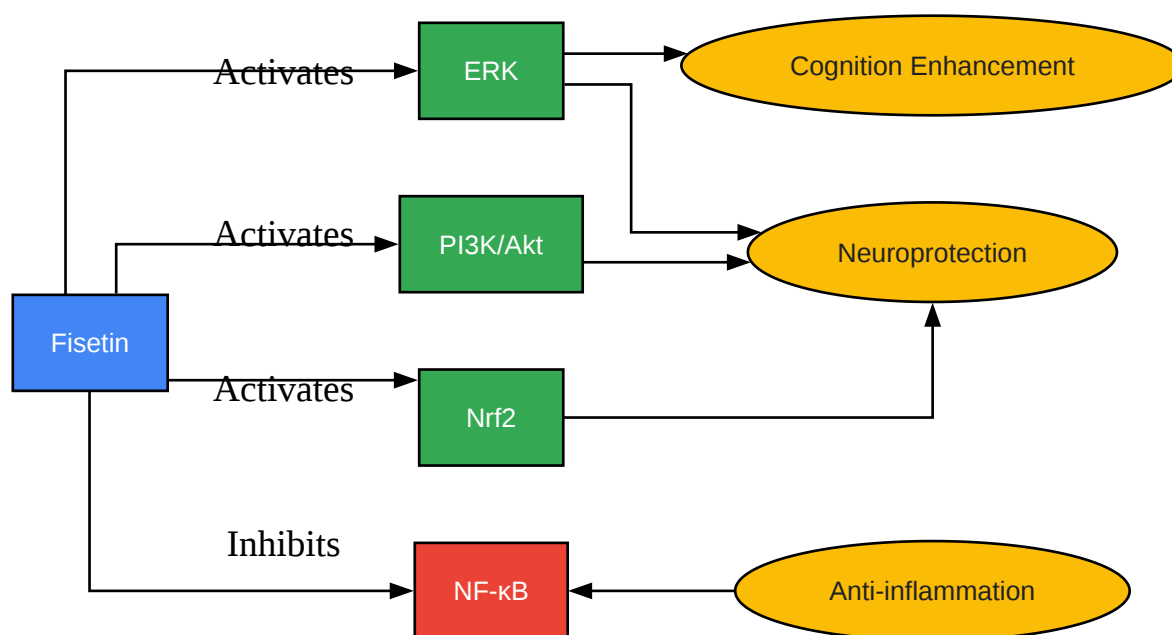 Activates
ERK
Cognition Enhancement
Activates
PI3K/Akt
Neuroprotection
Fisetin
Activates
Nrf2
Inhibits
NF-κB
Anti-inflammation